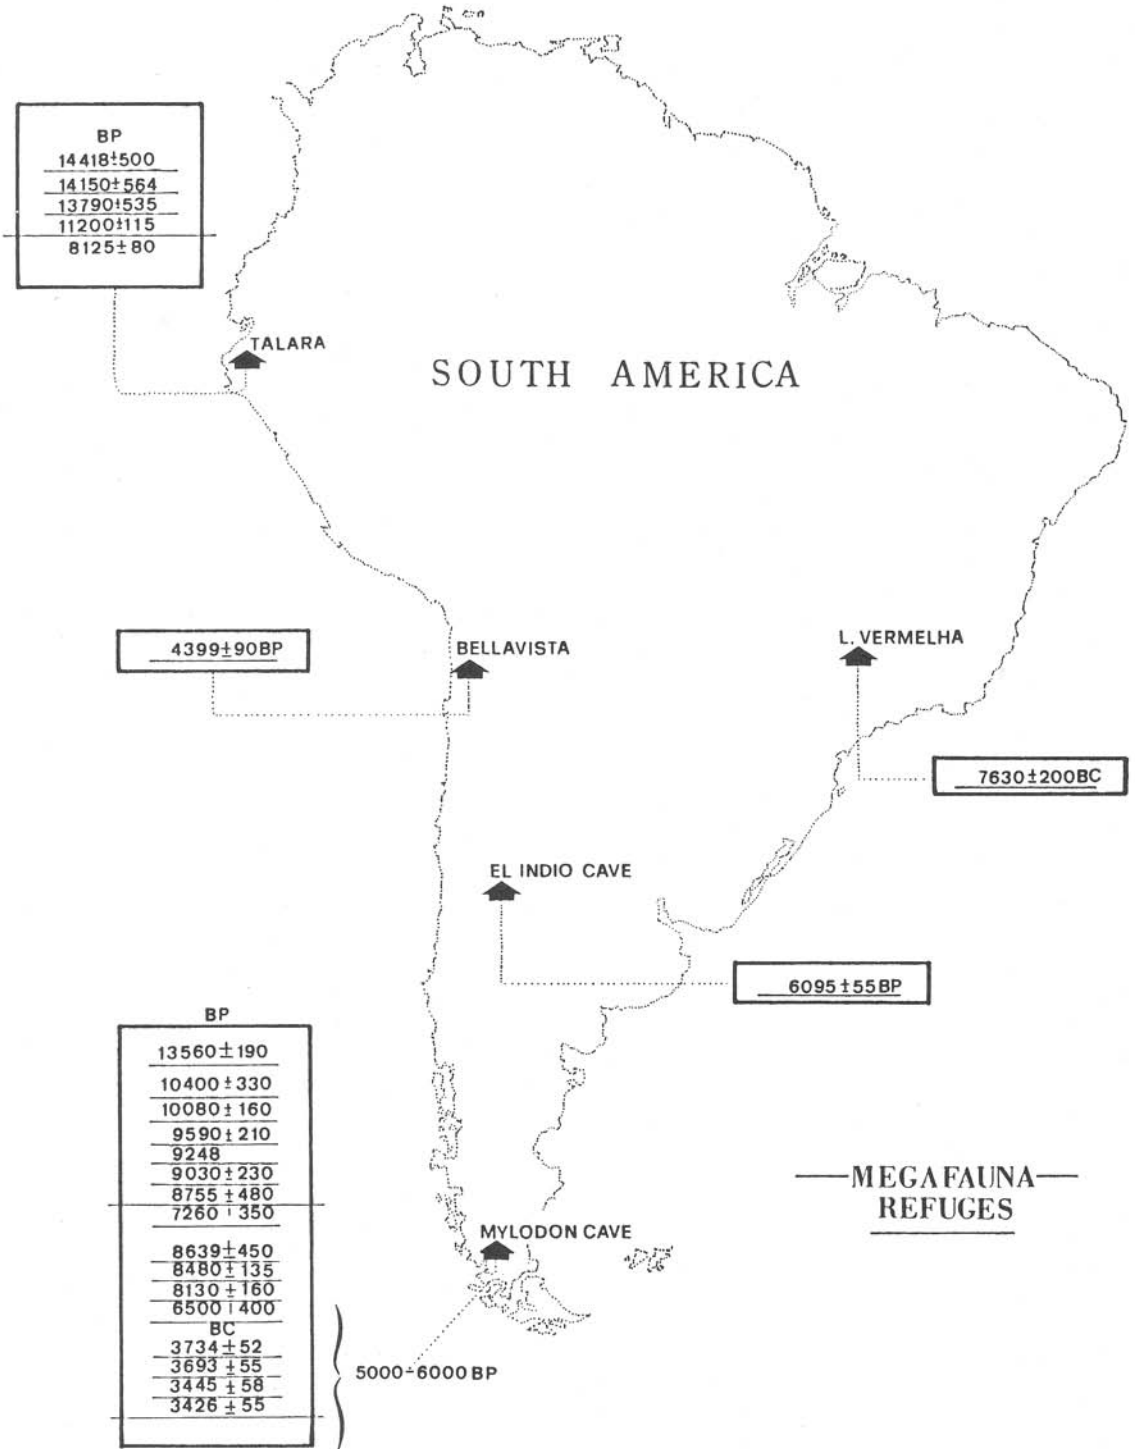 BP
14418±500
14150±564
13790±535
11200±115
8125±80
TALARA
SOUTH AMERICA
4399±90BP
BELLAVISTA
L. VERMELHA
7630±200BC
EL INDIO CAVE
6095±55BP
BP
13560±190
10400±330
10080±160
9590±210
9248
9030±230
8755±480
7260±350
8639±450
8480±135
8130±160
6500±400
BC
3734±52
3693±55
3445±58
3426±55
MYLODON CAVE
5000-6000BP
MEGAFAUNA
REFUGES